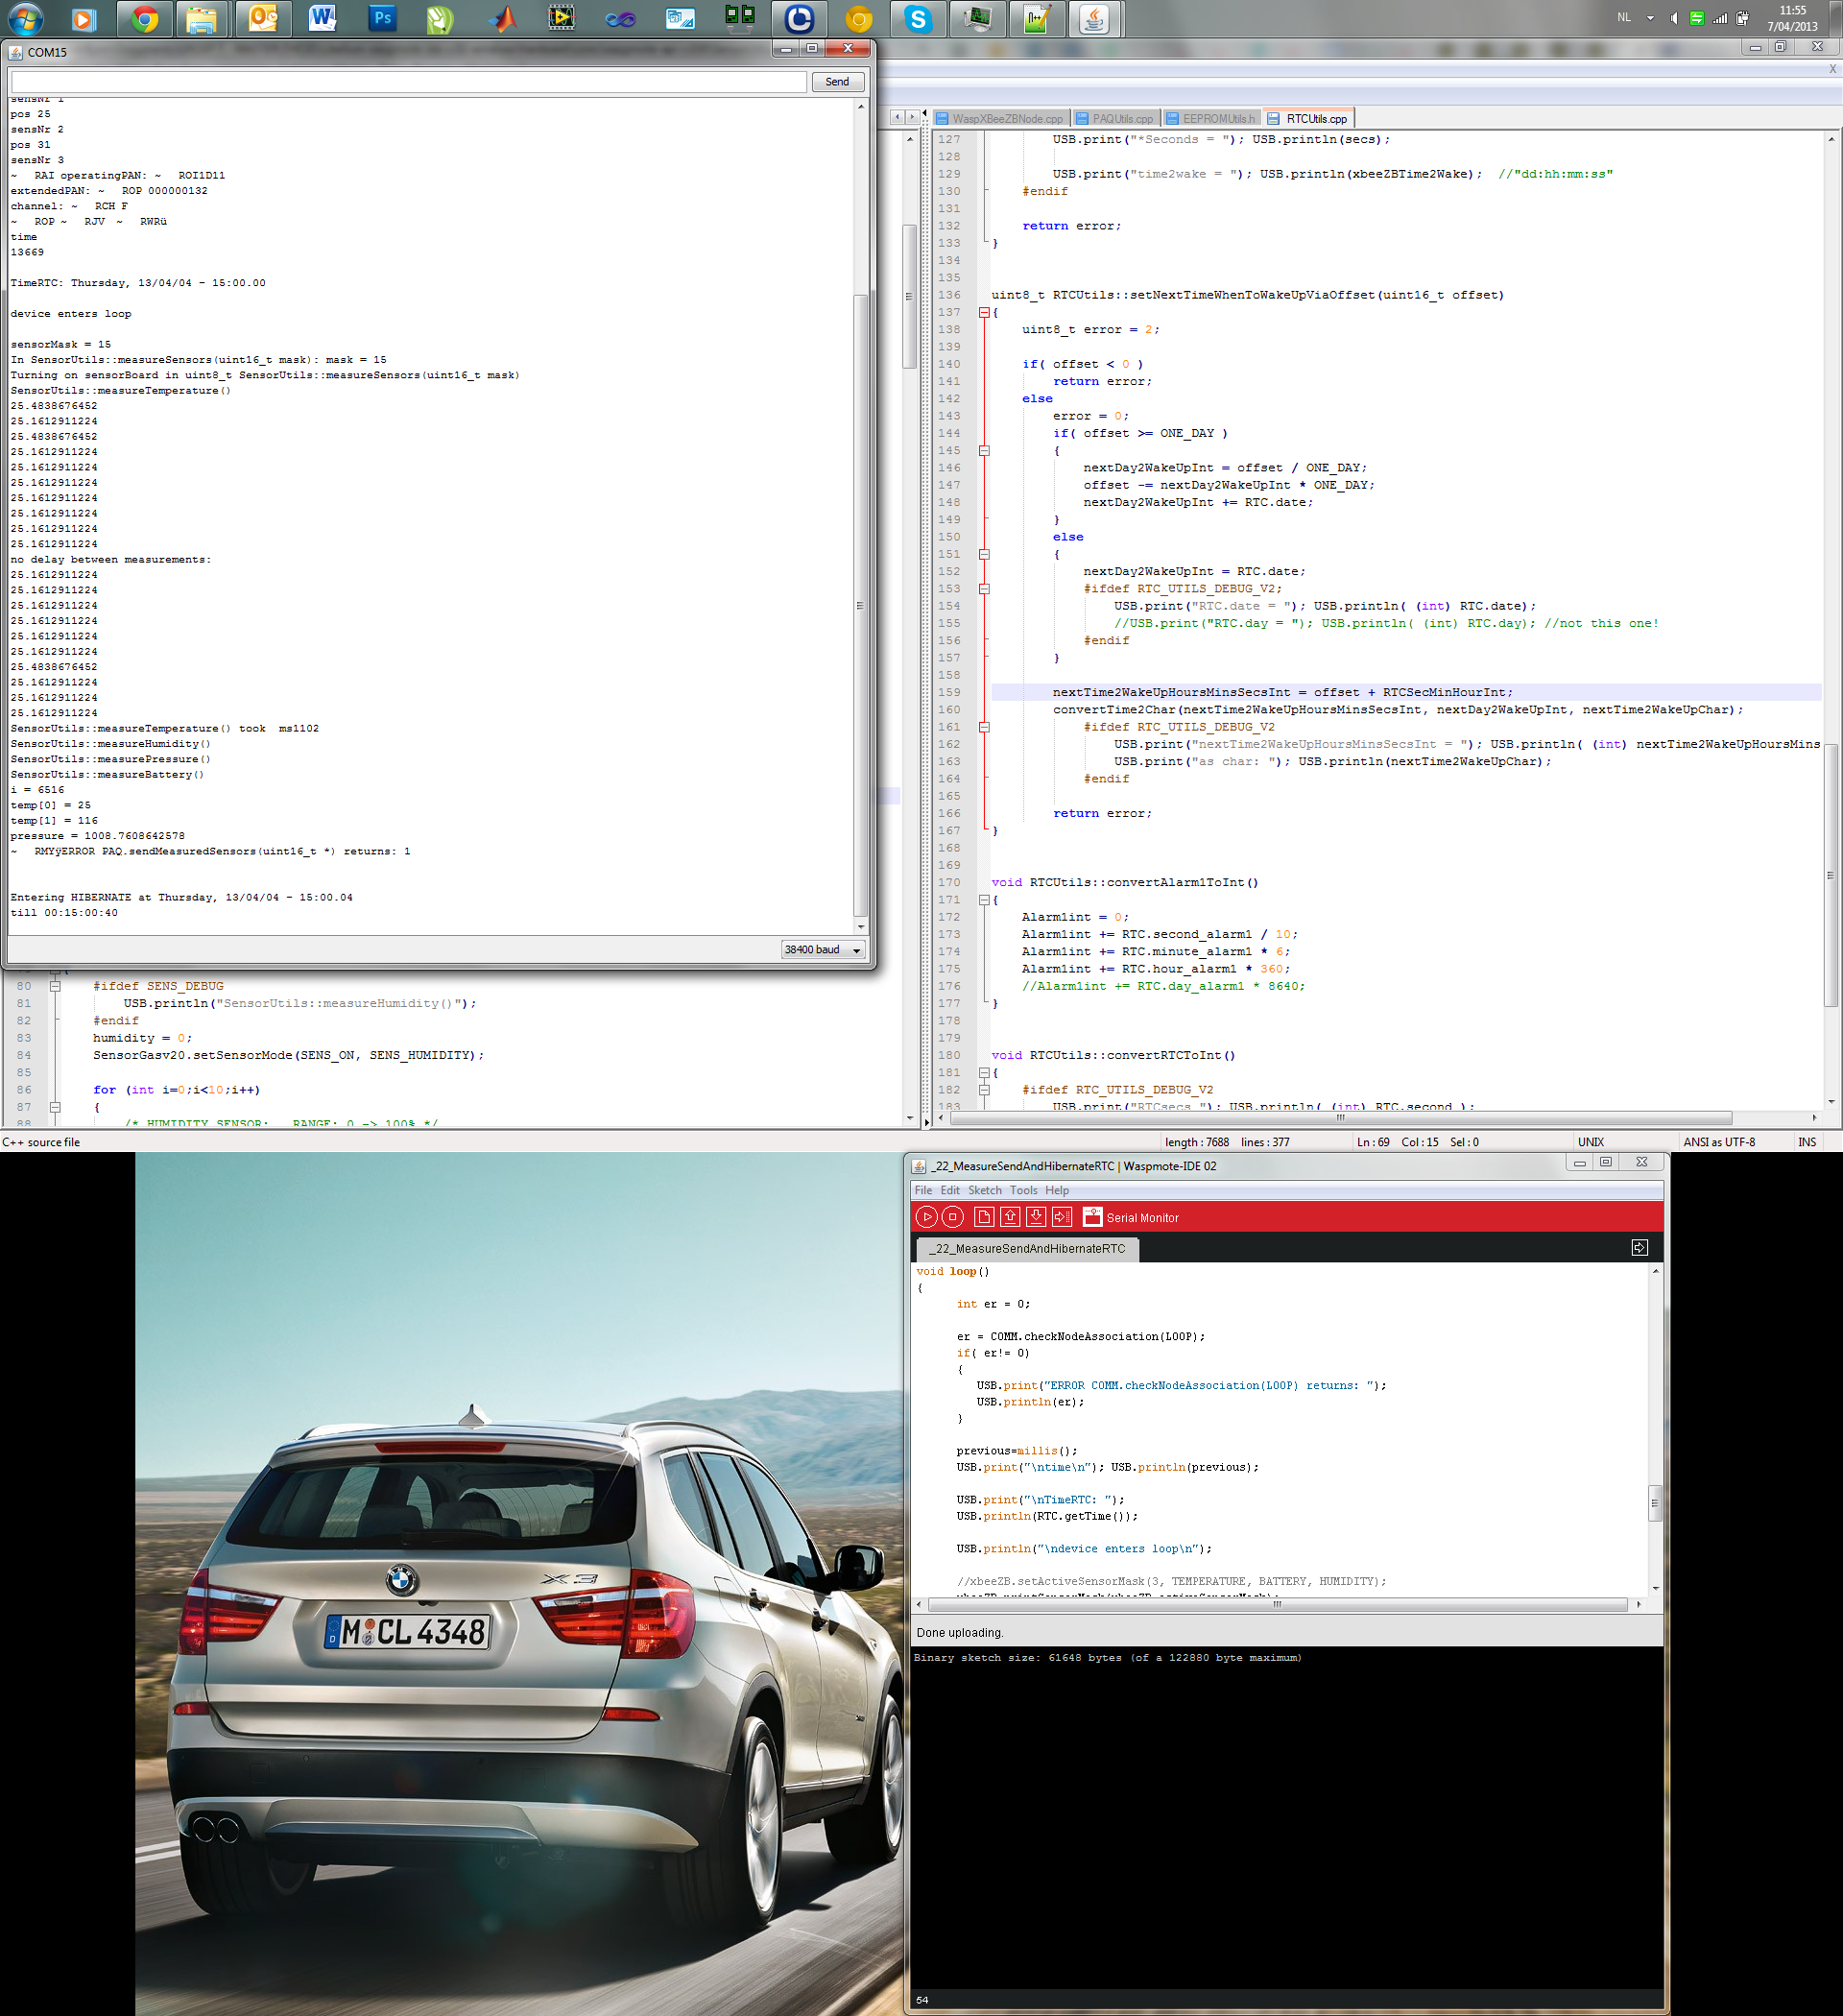 NL
11:55
7/04/2013
COM15
Send
sensNr 1
pos 25
sensNr 2
pos 31
sensNr 3
~   RAI operatingPAN: ~   ROI1D11
extendedPAN: ~   ROP 000000132
channel: ~   RCH F
~   ROP ~   RJV  ~   RWRü
time
13669
TimeRTC: Thursday, 13/04/04 - 15:00.00
device enters loop
sensorMask = 15
In SensorUtils::measureSensors(uint16_t mask): mask = 15
Turning on sensorBoard in uint8_t SensorUtils::measureSensors(uint16_t mask)
SensorUtils::measureTemperature()
25.4838676452
25.1612911224
25.4838676452
25.1612911224
25.1612911224
25.1612911224
25.1612911224
25.1612911224
25.1612911224
25.1612911224
no delay between measurements:
25.1612911224
25.1612911224
25.1612911224
25.1612911224
25.1612911224
25.1612911224
25.4838676452
25.1612911224
25.1612911224
25.1612911224
SensorUtils::measureTemperature() took  ms1102
SensorUtils::measureHumidity()
SensorUtils::measurePressure()
SensorUtils::measureBattery()
i = 6516
temp[0] = 25
temp[1] = 116
pressure = 1008.7608642578
~   RMYÿERROR PAQ.sendMeasuredSensors(uint16_t *) returns: 1
Entering HIBERNATE at Thursday, 13/04/04 - 15:00.04
till 00:15:00:40
38400 baud
80 #ifdef SENS_DEBUG
81 USB.println("SensorUtils::measureHumidity()");
82 #endif
83 humidity = 0;
84 SensorGasv20.setSensorMode(SENS_ON, SENS_HUMIDITY);
85
86 for (int i=0;i<10;i++)
87 {
88 /* HUMIDITY SENSOR:   RANGE: 0 -> 100% */
WaspXBeeZBNode.cpp PAQUtils.cpp EEPROMUtils.h RTCUtils.cpp
127 USB.print("*Seconds = "); USB.println(secs);
128
129 USB.print("time2wake = "); USB.println(xbeeZBTime2Wake);  //"dd:hh:mm:ss"
130 #endif
131
132 return error;
133 }
134
135
136 uint8_t RTCUtils::setNextTimeWhenToWakeUpViaOffset(uint16_t offset)
137 {
138 uint8_t error = 2;
139
140 if( offset < 0 )
141 return error;
142 else
143 error = 0;
144 if( offset >= ONE_DAY )
145 {
146 nextDay2WakeUpInt = offset / ONE_DAY;
147 offset -= nextDay2WakeUpInt * ONE_DAY;
148 nextDay2WakeUpInt += RTC.date;
149 }
150 else
151 {
152 nextDay2WakeUpInt = RTC.date;
153 #ifdef RTC_UTILS_DEBUG_V2;
154 USB.print("RTC.date = "); USB.println( (int) RTC.date);
155 //USB.print("RTC.day = "); USB.println( (int) RTC.day); //not this one!
156 #endif
157 }
158
159 nextTime2WakeUpHoursMinsSecsInt = offset + RTCSecMinHourInt;
160 convertTime2Char(nextTime2WakeUpHoursMinsSecsInt, nextDay2WakeUpInt, nextTime2WakeUpChar);
161 #ifdef RTC_UTILS_DEBUG_V2
162 USB.print("nextTime2WakeUpHoursMinsSecsInt = "); USB.println( (int) nextTime2WakeUpHoursMins
163 USB.print("as char: "); USB.println(nextTime2WakeUpChar);
164 #endif
165
166 return error;
167 }
168
169
170 void RTCUtils::convertAlarm1ToInt()
171 {
172 Alarm1int = 0;
173 Alarm1int += RTC.second_alarm1 / 10;
174 Alarm1int += RTC.minute_alarm1 * 6;
175 Alarm1int += RTC.hour_alarm1 * 360;
176 //Alarm1int += RTC.day_alarm1 * 8640;
177 }
178
179
180 void RTCUtils::convertRTCToInt()
181 {
182 #ifdef RTC_UTILS_DEBUG_V2
183 USB.print("RTCsecs "); USB.println( (int) RTC.second );
C++ source file length : 7688 lines : 377 Ln : 69 Col : 15 Sel : 0 UNIX ANSI as UTF-8 INS
_22_MeasureSendAndHibernateRTC | Waspmote-IDE 02
File Edit Sketch Tools Help
Serial Monitor
_22_MeasureSendAndHibernateRTC
void loop()
{
int er = 0;
er = COMM.checkNodeAssociation(LOOP);
if( er!= 0)
{
USB.print("ERROR COMM.checkNodeAssociation(LOOP) returns: ");
USB.println(er);
}
previous=millis();
USB.print("\ntime\n"); USB.println(previous);
USB.print("\nTimeRTC: ");
USB.println(RTC.getTime());
USB.println("\ndevice enters loop\n");
//xbeeZB.setActiveSensorMask(3, TEMPERATURE, BATTERY, HUMIDITY);
Done uploading.
Binary sketch size: 61648 bytes (of a 122880 byte maximum)
54
X3
M CL 4348